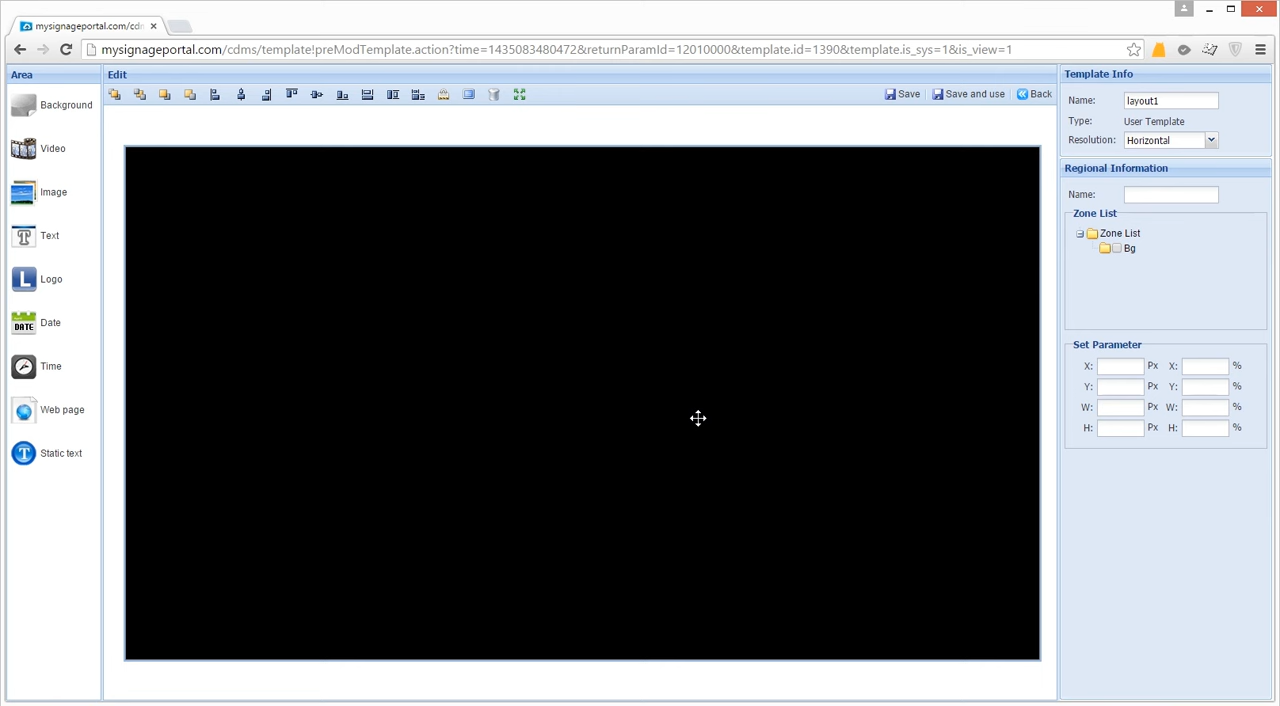 mysignageportal.com/cdn
mysignageportal.com/cdms/template!preModTemplate.action?time=1435083480472&returnParamId=12010000&template.id=1390&template.is_sys=1&is_view=1
Area
Background
Video
Image
Text
Logo
DATE
Date
Time
Web page
Static text
Edit
Save
Save and use
Back
Template Info
Name: layout1
Type: User Template
Resolution: Horizontal
Regional Information
Name:
Zone List
Zone List
Bg
Set Parameter
X: Px X: %
Y: Px Y: %
W: Px W: %
H: Px H: %